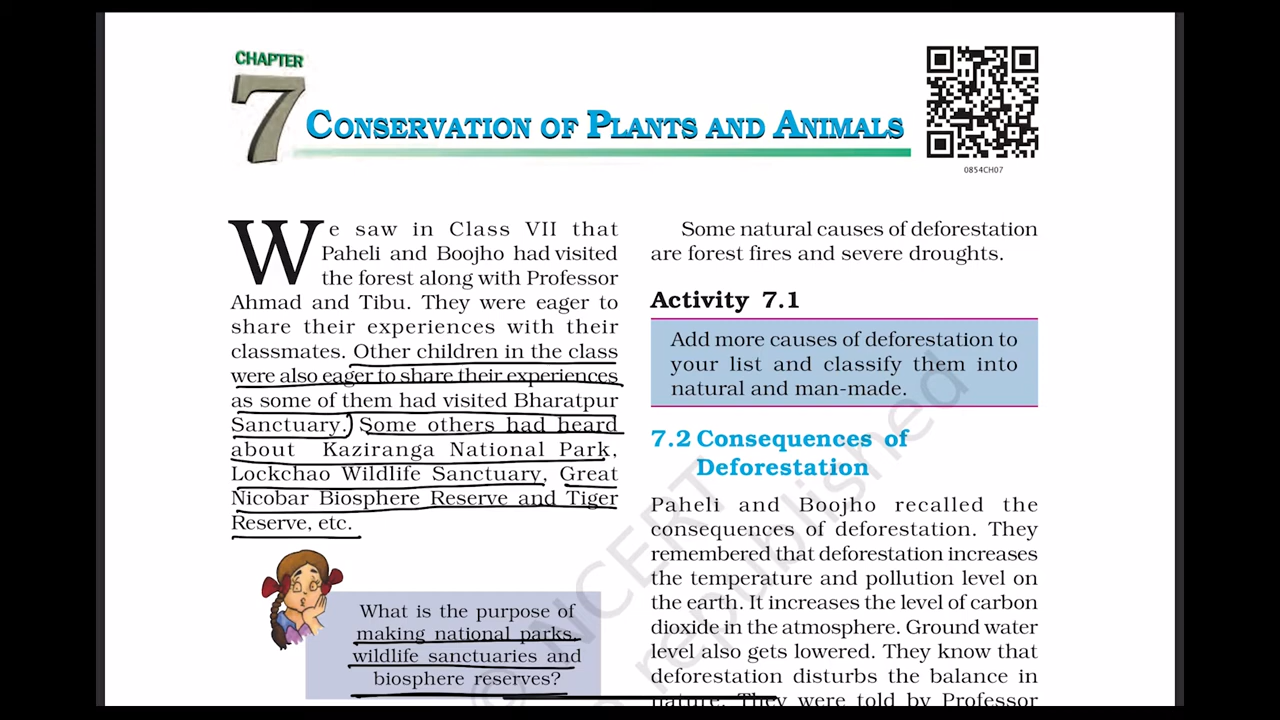 CHAPTER
7
CONSERVATION OF PLANTS AND ANIMALS
0854CH07
We saw in Class VII that
Paheli and Boojho had visited
the forest along with Professor
Ahmad and Tibu. They were eager to
share their experiences with their
classmates. Other children in the class
were also eager to share their experiences
as some of them had visited Bharatpur
Sanctuary. Some others had heard
about Kaziranga National Park,
Lockchao Wildlife Sanctuary, Great
Nicobar Biosphere Reserve and Tiger
Reserve, etc.
What is the purpose of
making national parks,
wildlife sanctuaries and
biosphere reserves?
Some natural causes of deforestation
are forest fires and severe droughts.
Activity 7.1
Add more causes of deforestation to
your list and classify them into
natural and man-made.
7.2 Consequences of
Deforestation
Paheli and Boojho recalled the
consequences of deforestation. They
remembered that deforestation increases
the temperature and pollution level on
the earth. It increases the level of carbon
dioxide in the atmosphere. Ground water
level also gets lowered. They know that
deforestation disturbs the balance in
nature. They were told by Professor
© NCERT
republished